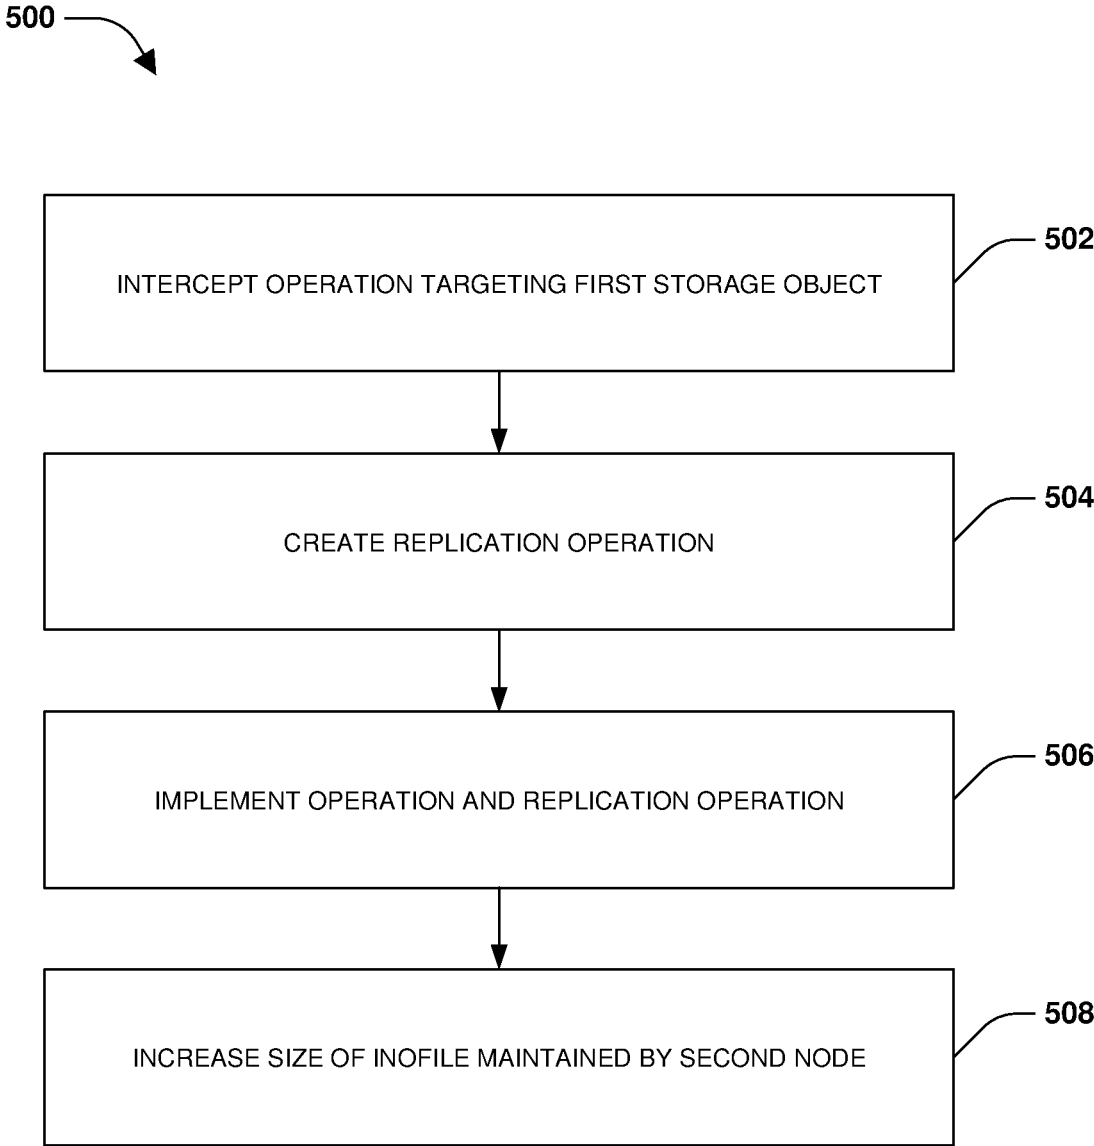 500
INTERCEPT OPERATION TARGETING FIRST STORAGE OBJECT
502
CREATE REPLICATION OPERATION
504
IMPLEMENT OPERATION AND REPLICATION OPERATION
506
INCREASE SIZE OF INOFILE MAINTAINED BY SECOND NODE
508